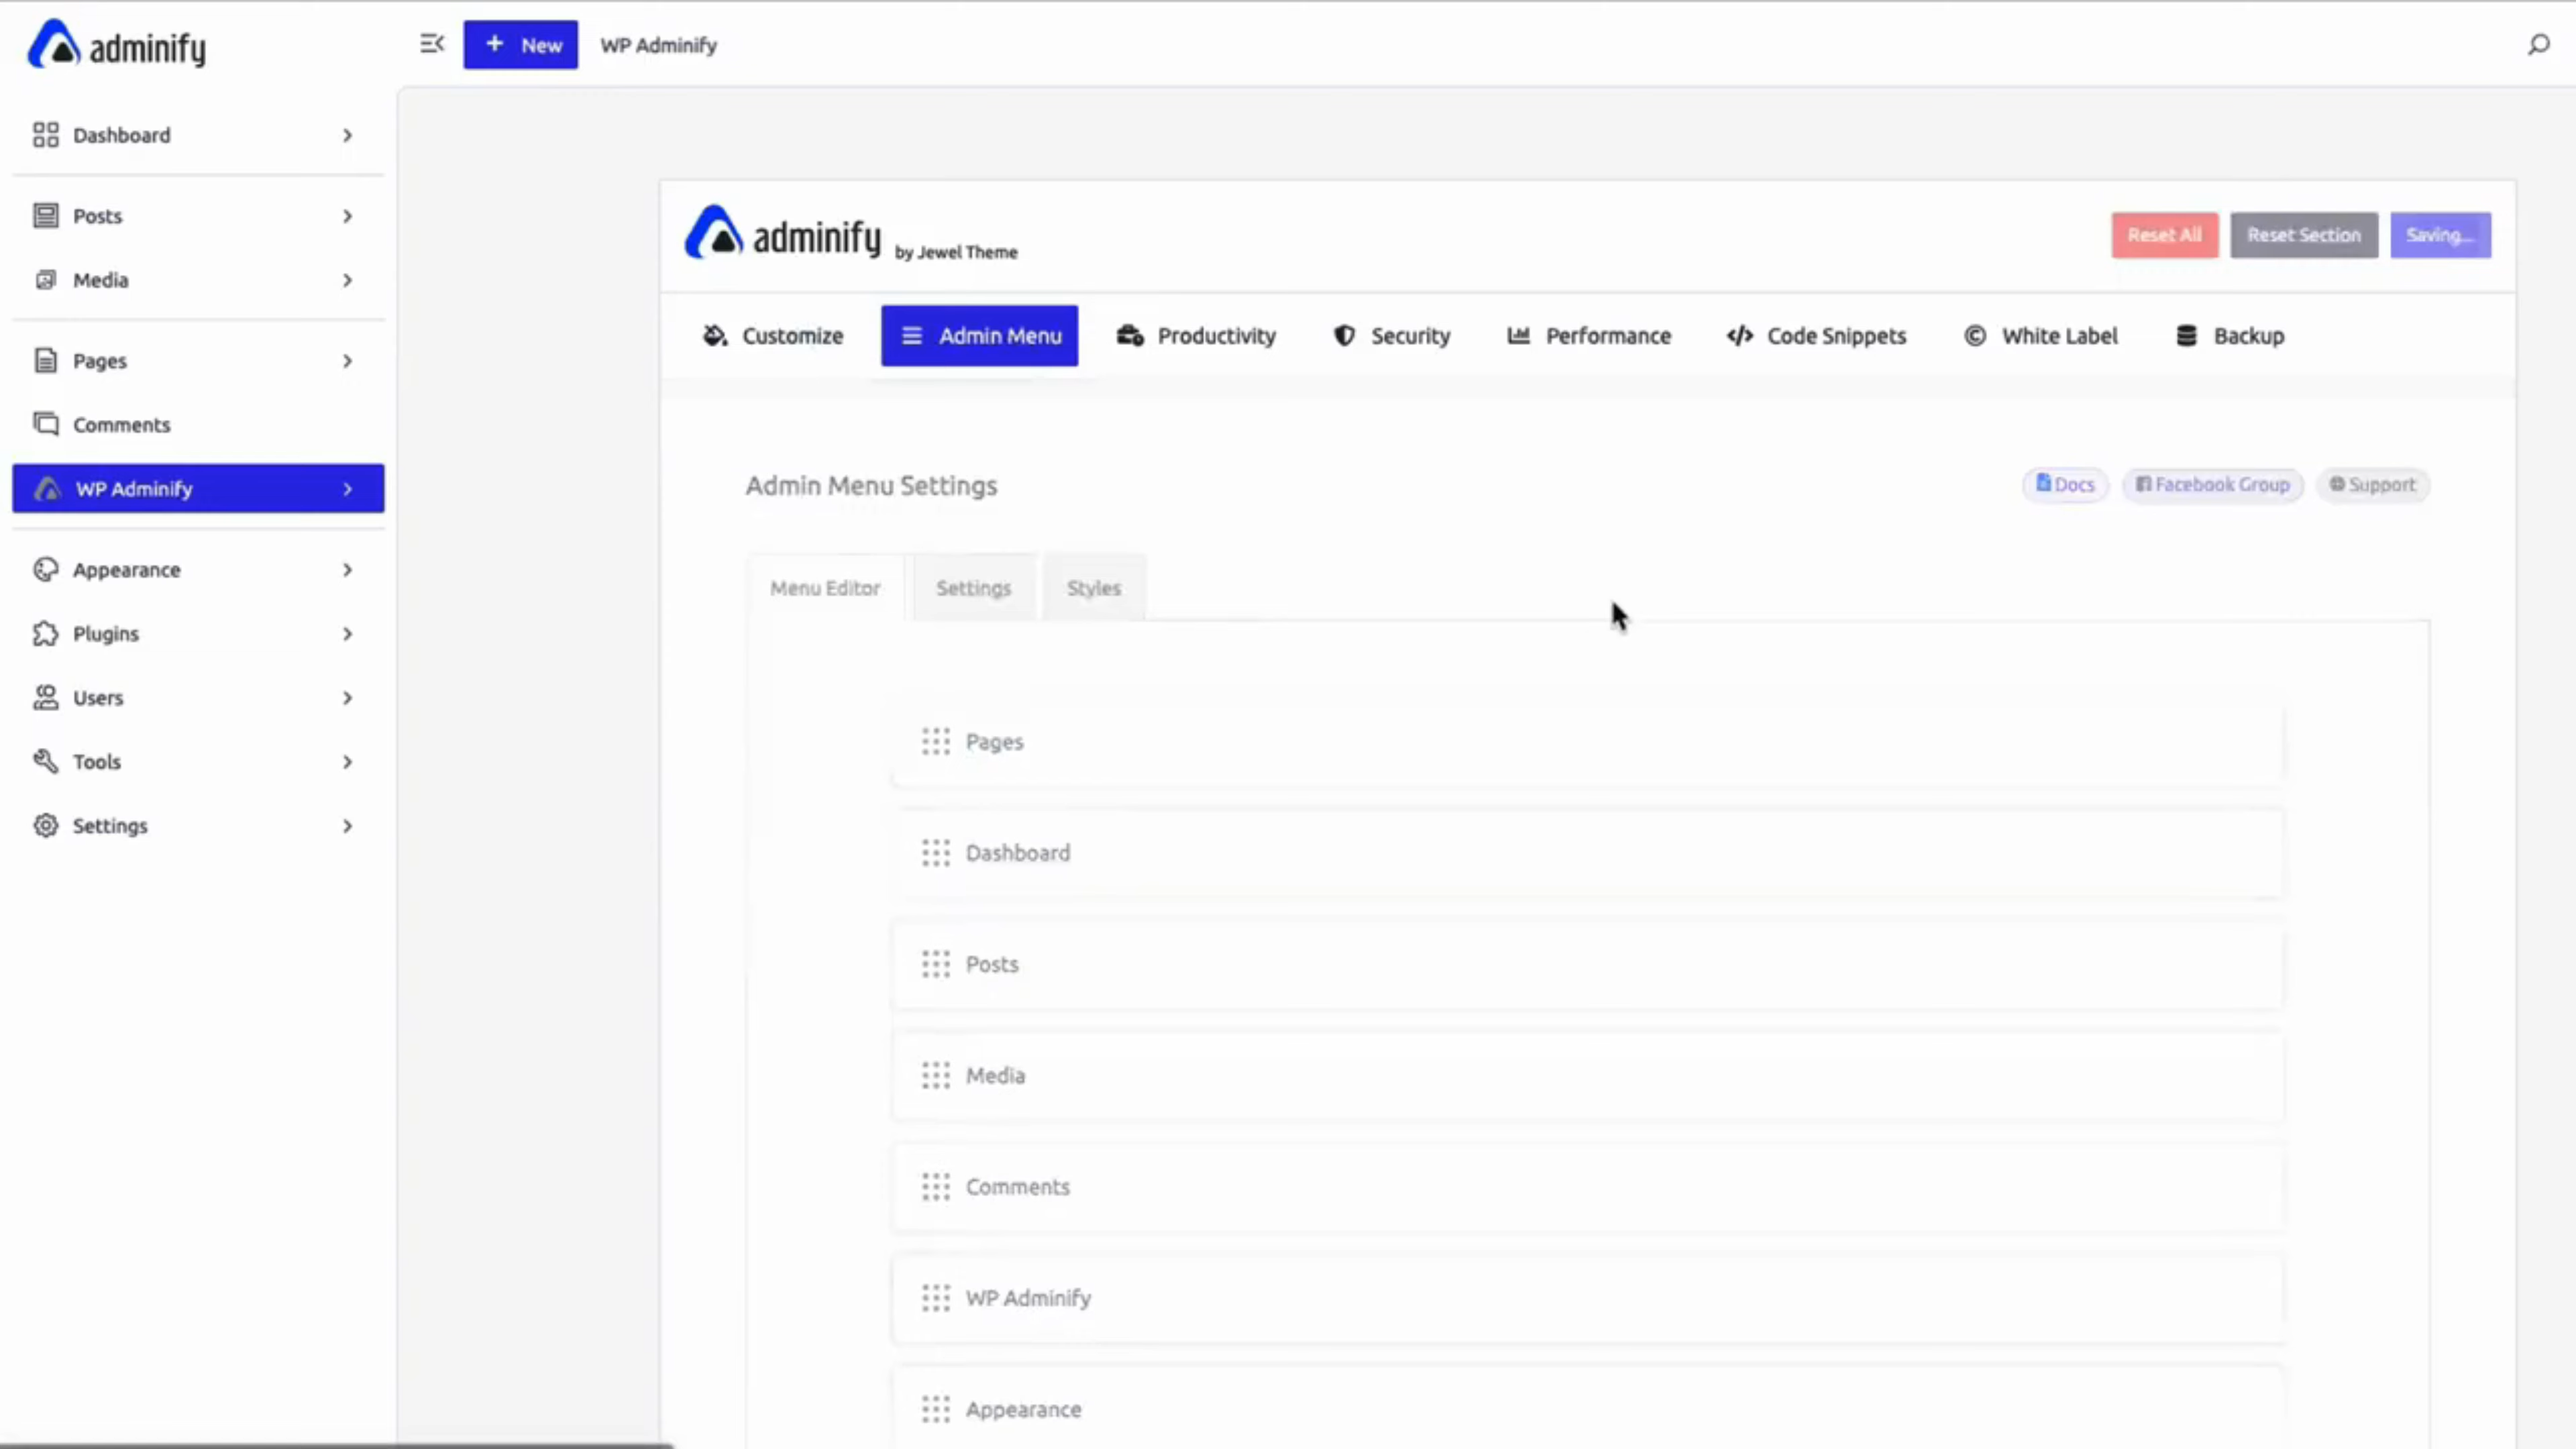 adminify
New
WP Adminify
Dashboard
Posts
Media
Pages
Comments
WP Adminify
Appearance
Plugins
Users
Tools
Settings
adminify by Jewel Theme
Reset All
Reset Section
Saving...
Customize
Admin Menu
Productivity
Security
Performance
Code Snippets
White Label
Backup
Admin Menu Settings
Docs
Facebook Group
Support
Menu Editor
Settings
Styles
Pages
Dashboard
Posts
Media
Comments
WP Adminify
Appearance